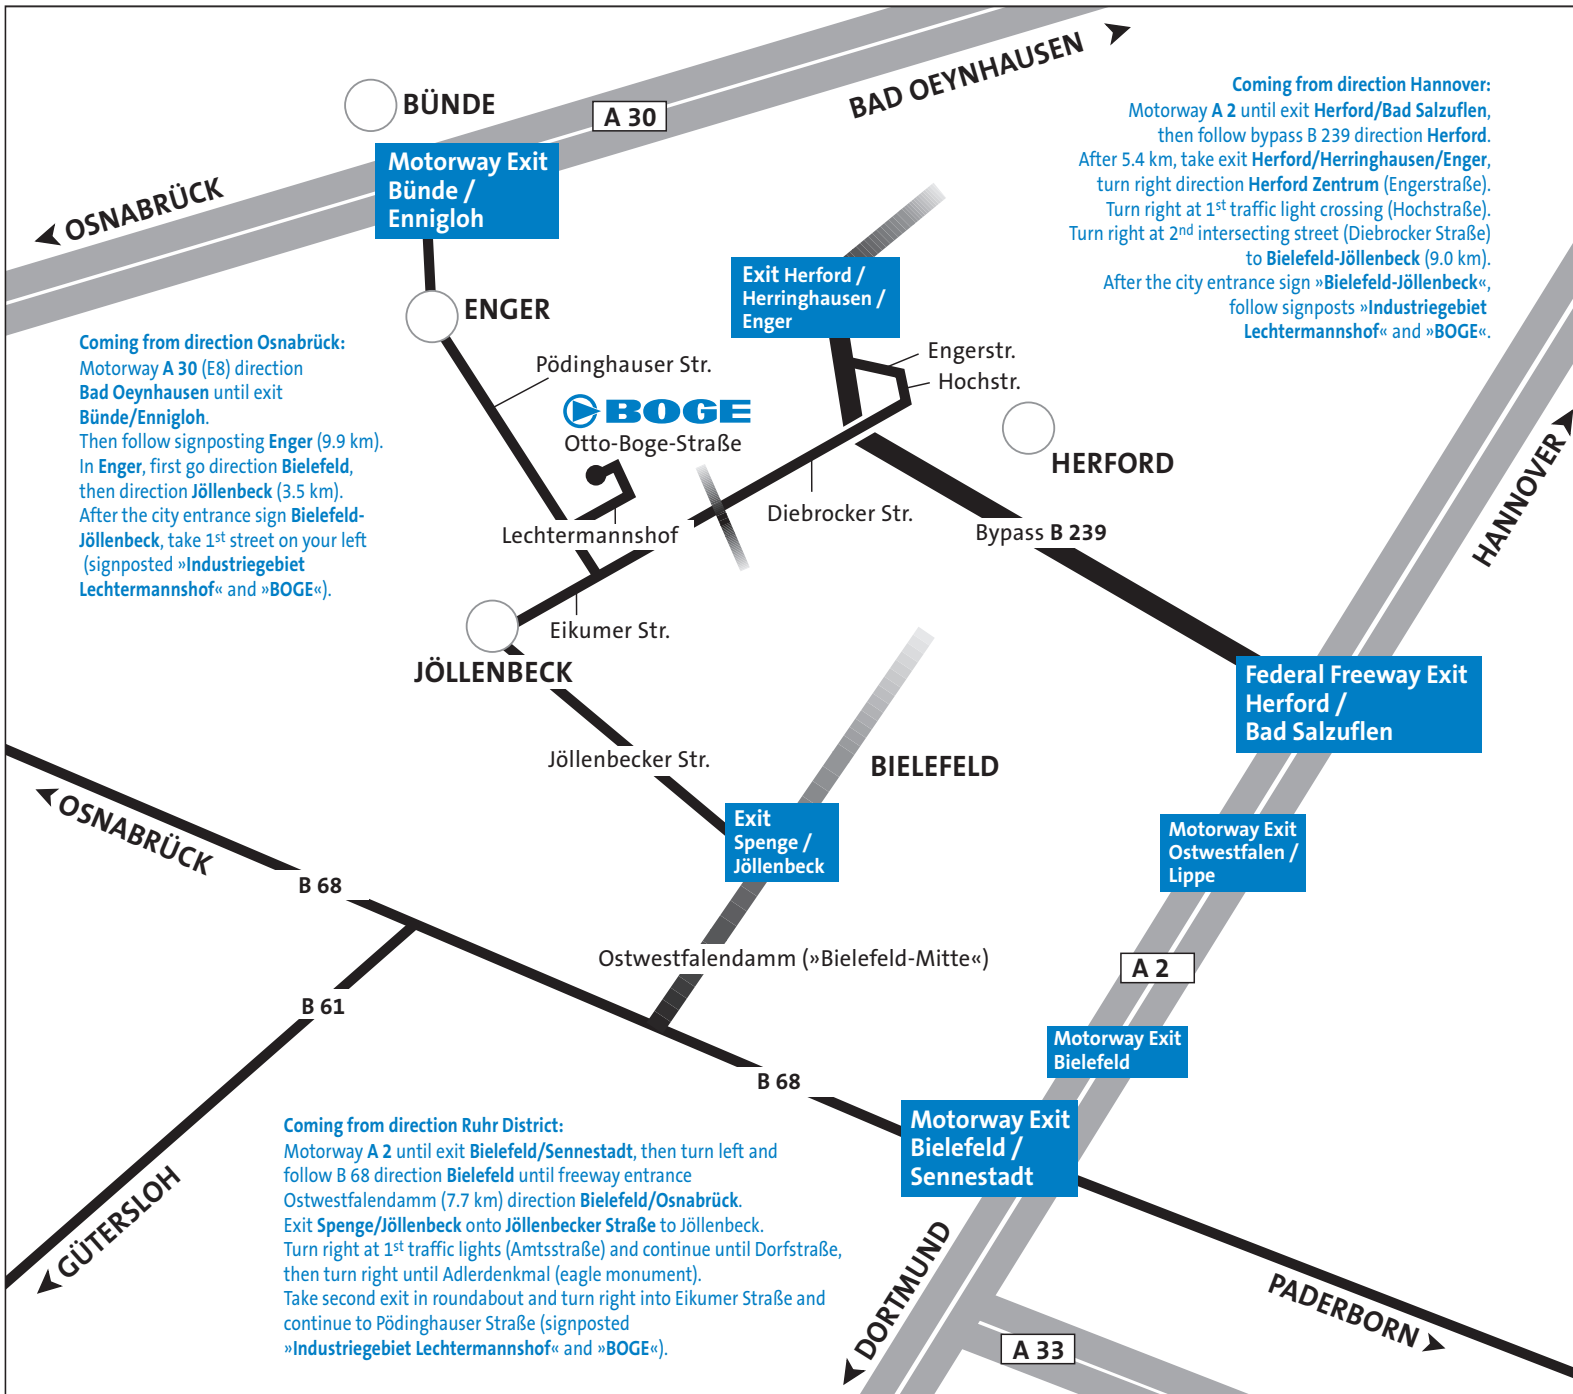 BÜNDE
A 30
BAD OEYNHAUSEN
OSNABRÜCK
Motorway Exit
Bünde /
Ennigloh
Coming from direction Hannover:
Motorway A 2 until exit Herford/Bad Salzuflen,
then follow bypass B 239 direction Herford.
After 5.4 km, take exit Herford/Herringhausen/Enger,
turn right direction Herford Zentrum (Engerstraße).
Turn right at 1st traffic light crossing (Hochstraße).
Turn right at 2nd intersecting street (Diebrocker Straße)
to Bielefeld-Jöllenbeck (9.0 km).
After the city entrance sign »Bielefeld-Jöllenbeck«,
follow signposts »Industriegebiet
Lechtermannshof« and »BOGE«.
Exit Herford /
Herringhausen /
Enger
ENGER
Coming from direction Osnabrück:
Motorway A 30 (E8) direction
Bad Oeynhausen until exit
Bünde/Ennigloh.
Then follow signposting Enger (9.9 km).
In Enger, first go direction Bielefeld,
then direction Jöllenbeck (3.5 km).
After the city entrance sign Bielefeld-
Jöllenbeck, take 1st street on your left
(signposted »Industriegebiet
Lechtermannshof« and »BOGE«).
Pödinghauser Str.
Engerstr.
Hochstr.
BOGE
Otto-Boge-Straße
HERFORD
HANNOVER
Lechtermannshof
Diebrocker Str.
Bypass B 239
Eikumer Str.
JÖLLENBECK
Federal Freeway Exit
Herford /
Bad Salzuflen
Jöllenbecker Str.
BIELEFELD
OSNABRÜCK
Exit
Spenge /
Jöllenbeck
Motorway Exit
Ostwestfalen /
Lippe
B 68
Ostwestfalendamm (»Bielefeld-Mitte«)
A 2
B 61
Motorway Exit
Bielefeld
B 68
Motorway Exit
Bielefeld /
Sennestadt
Coming from direction Ruhr District:
Motorway A 2 until exit Bielefeld/Sennestadt, then turn left and
follow B 68 direction Bielefeld until freeway entrance
Ostwestfalendamm (7.7 km) direction Bielefeld/Osnabrück.
Exit Spenge/Jöllenbeck onto Jöllenbecker Straße to Jöllenbeck.
Turn right at 1st traffic lights (Amtsstraße) and continue until Dorfstraße,
then turn right until Adlerdenkmal (eagle monument).
Take second exit in roundabout and turn right into Eikumer Straße and
continue to Pödinghauser Straße (signposted
»Industriegebiet Lechtermannshof« and »BOGE«).
GÜTERSLOH
DORTMUND
PADERBORN
A 33